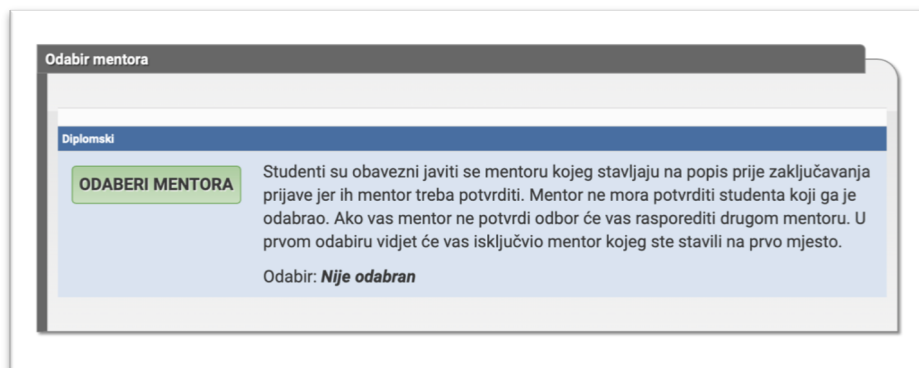 Odabir mentora
Diplomski
ODABERI MENTORA
Studenti su obavezni javiti se mentoru kojeg stavljaju na popis prije zaključavanja
prijave jer ih mentor treba potvrditi. Mentor ne mora potvrditi studenta koji ga je
odabrao. Ako vas mentor ne potvrdi odbor će vas rasporediti drugom mentoru. U
prvom odabiru vidjet će vas isključvio mentor kojeg ste stavili na prvo mjesto.
Odabir: Nije odabran